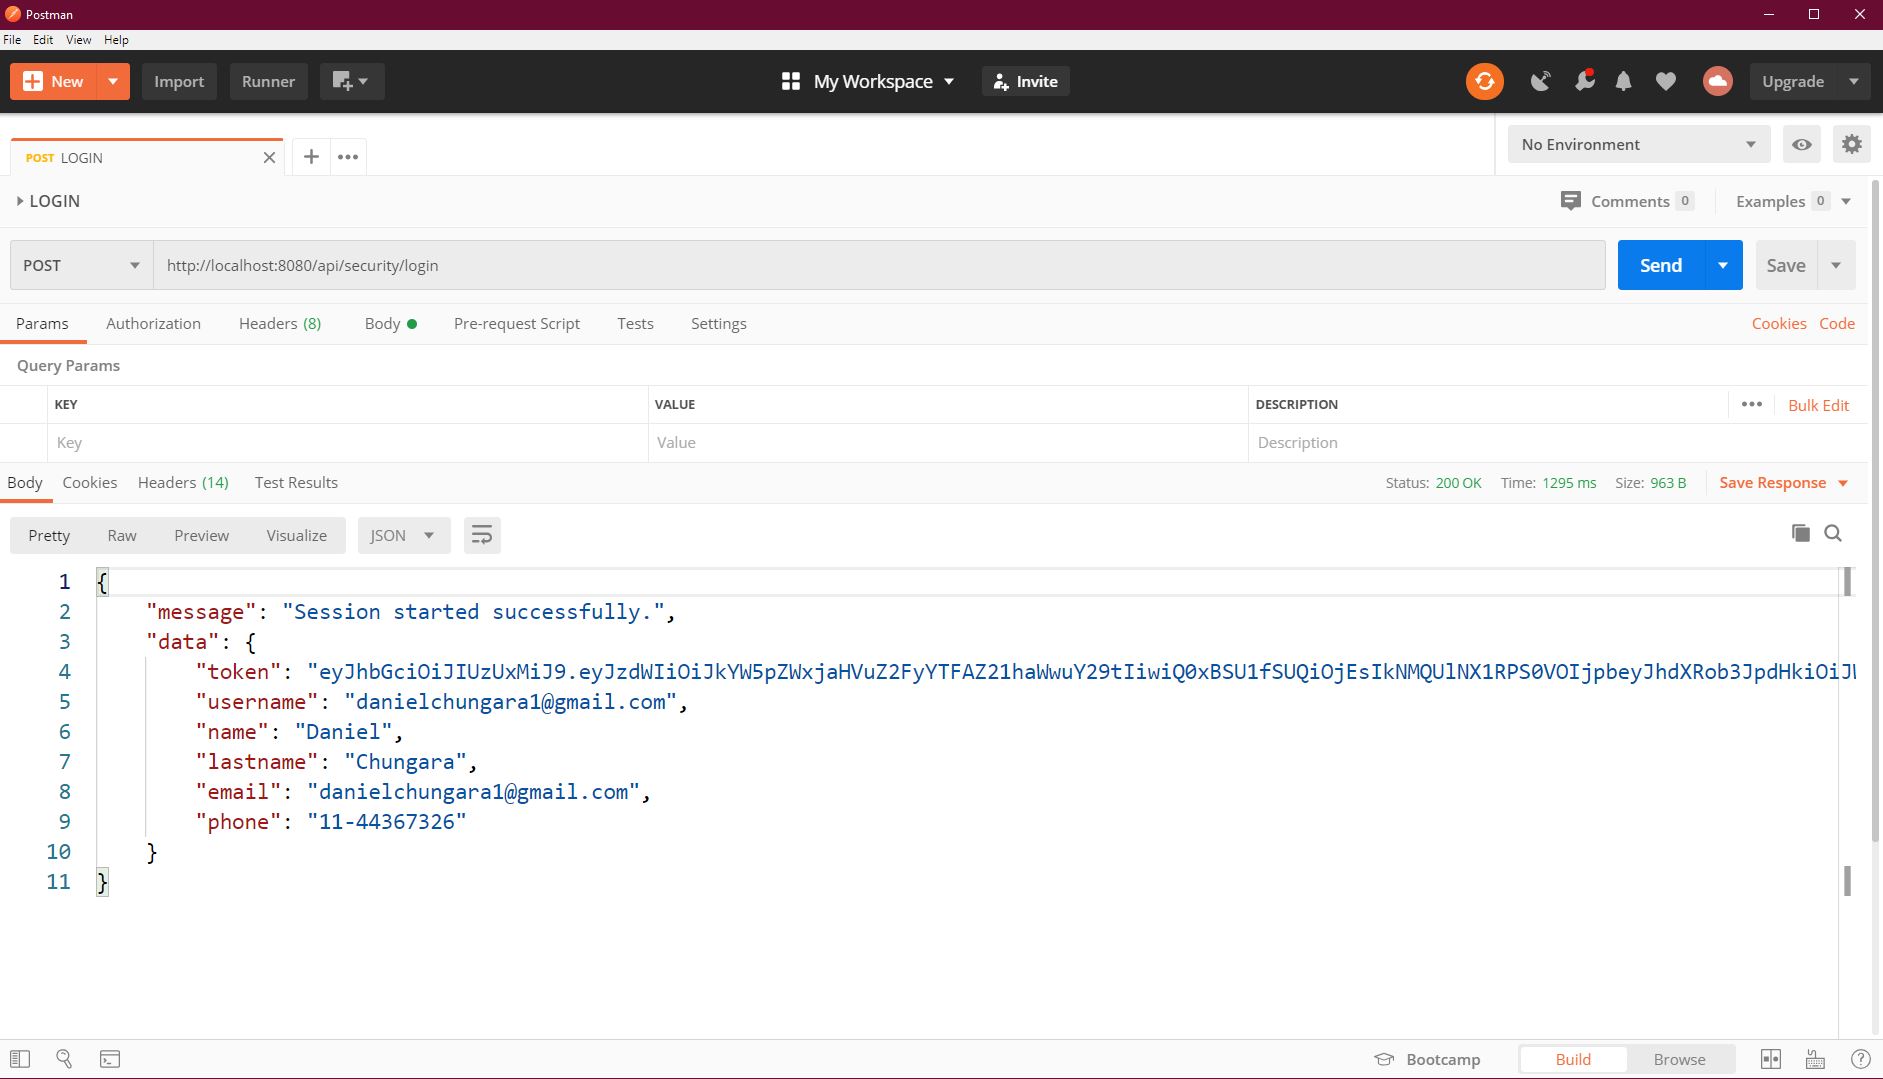 Postman
File Edit View Help
New Import Runner My Workspace Invite Upgrade
POST LOGIN No Environment
LOGIN Comments 0 Examples 0
POST http://localhost:8080/api/security/login Send Save
Params Authorization Headers (8) Body Pre-request Script Tests Settings Cookies Code
Query Params
KEY VALUE DESCRIPTION Bulk Edit
Key Value Description
Body Cookies Headers (14) Test Results Status: 200 OK Time: 1295 ms Size: 963 B Save Response
Pretty Raw Preview Visualize JSON
1 {
2 "message": "Session started successfully.",
3 "data": {
4 "token": "eyJhbGciOiJIUzUxMiJ9.eyJzdWIiOiJkYW5pZWxjaHVuZ2FyYTFAZ21haWwuY29tIiwiQ0xBSU1fSUQiOjEsIkNMQUlNX1RPS0VOIjpbeyJhdXRob3JpdHkiOiJ
5 "username": "danielchungara1@gmail.com",
6 "name": "Daniel",
7 "lastname": "Chungara",
8 "email": "danielchungara1@gmail.com",
9 "phone": "11-44367326"
10 }
11 }
Bootcamp Build Browse